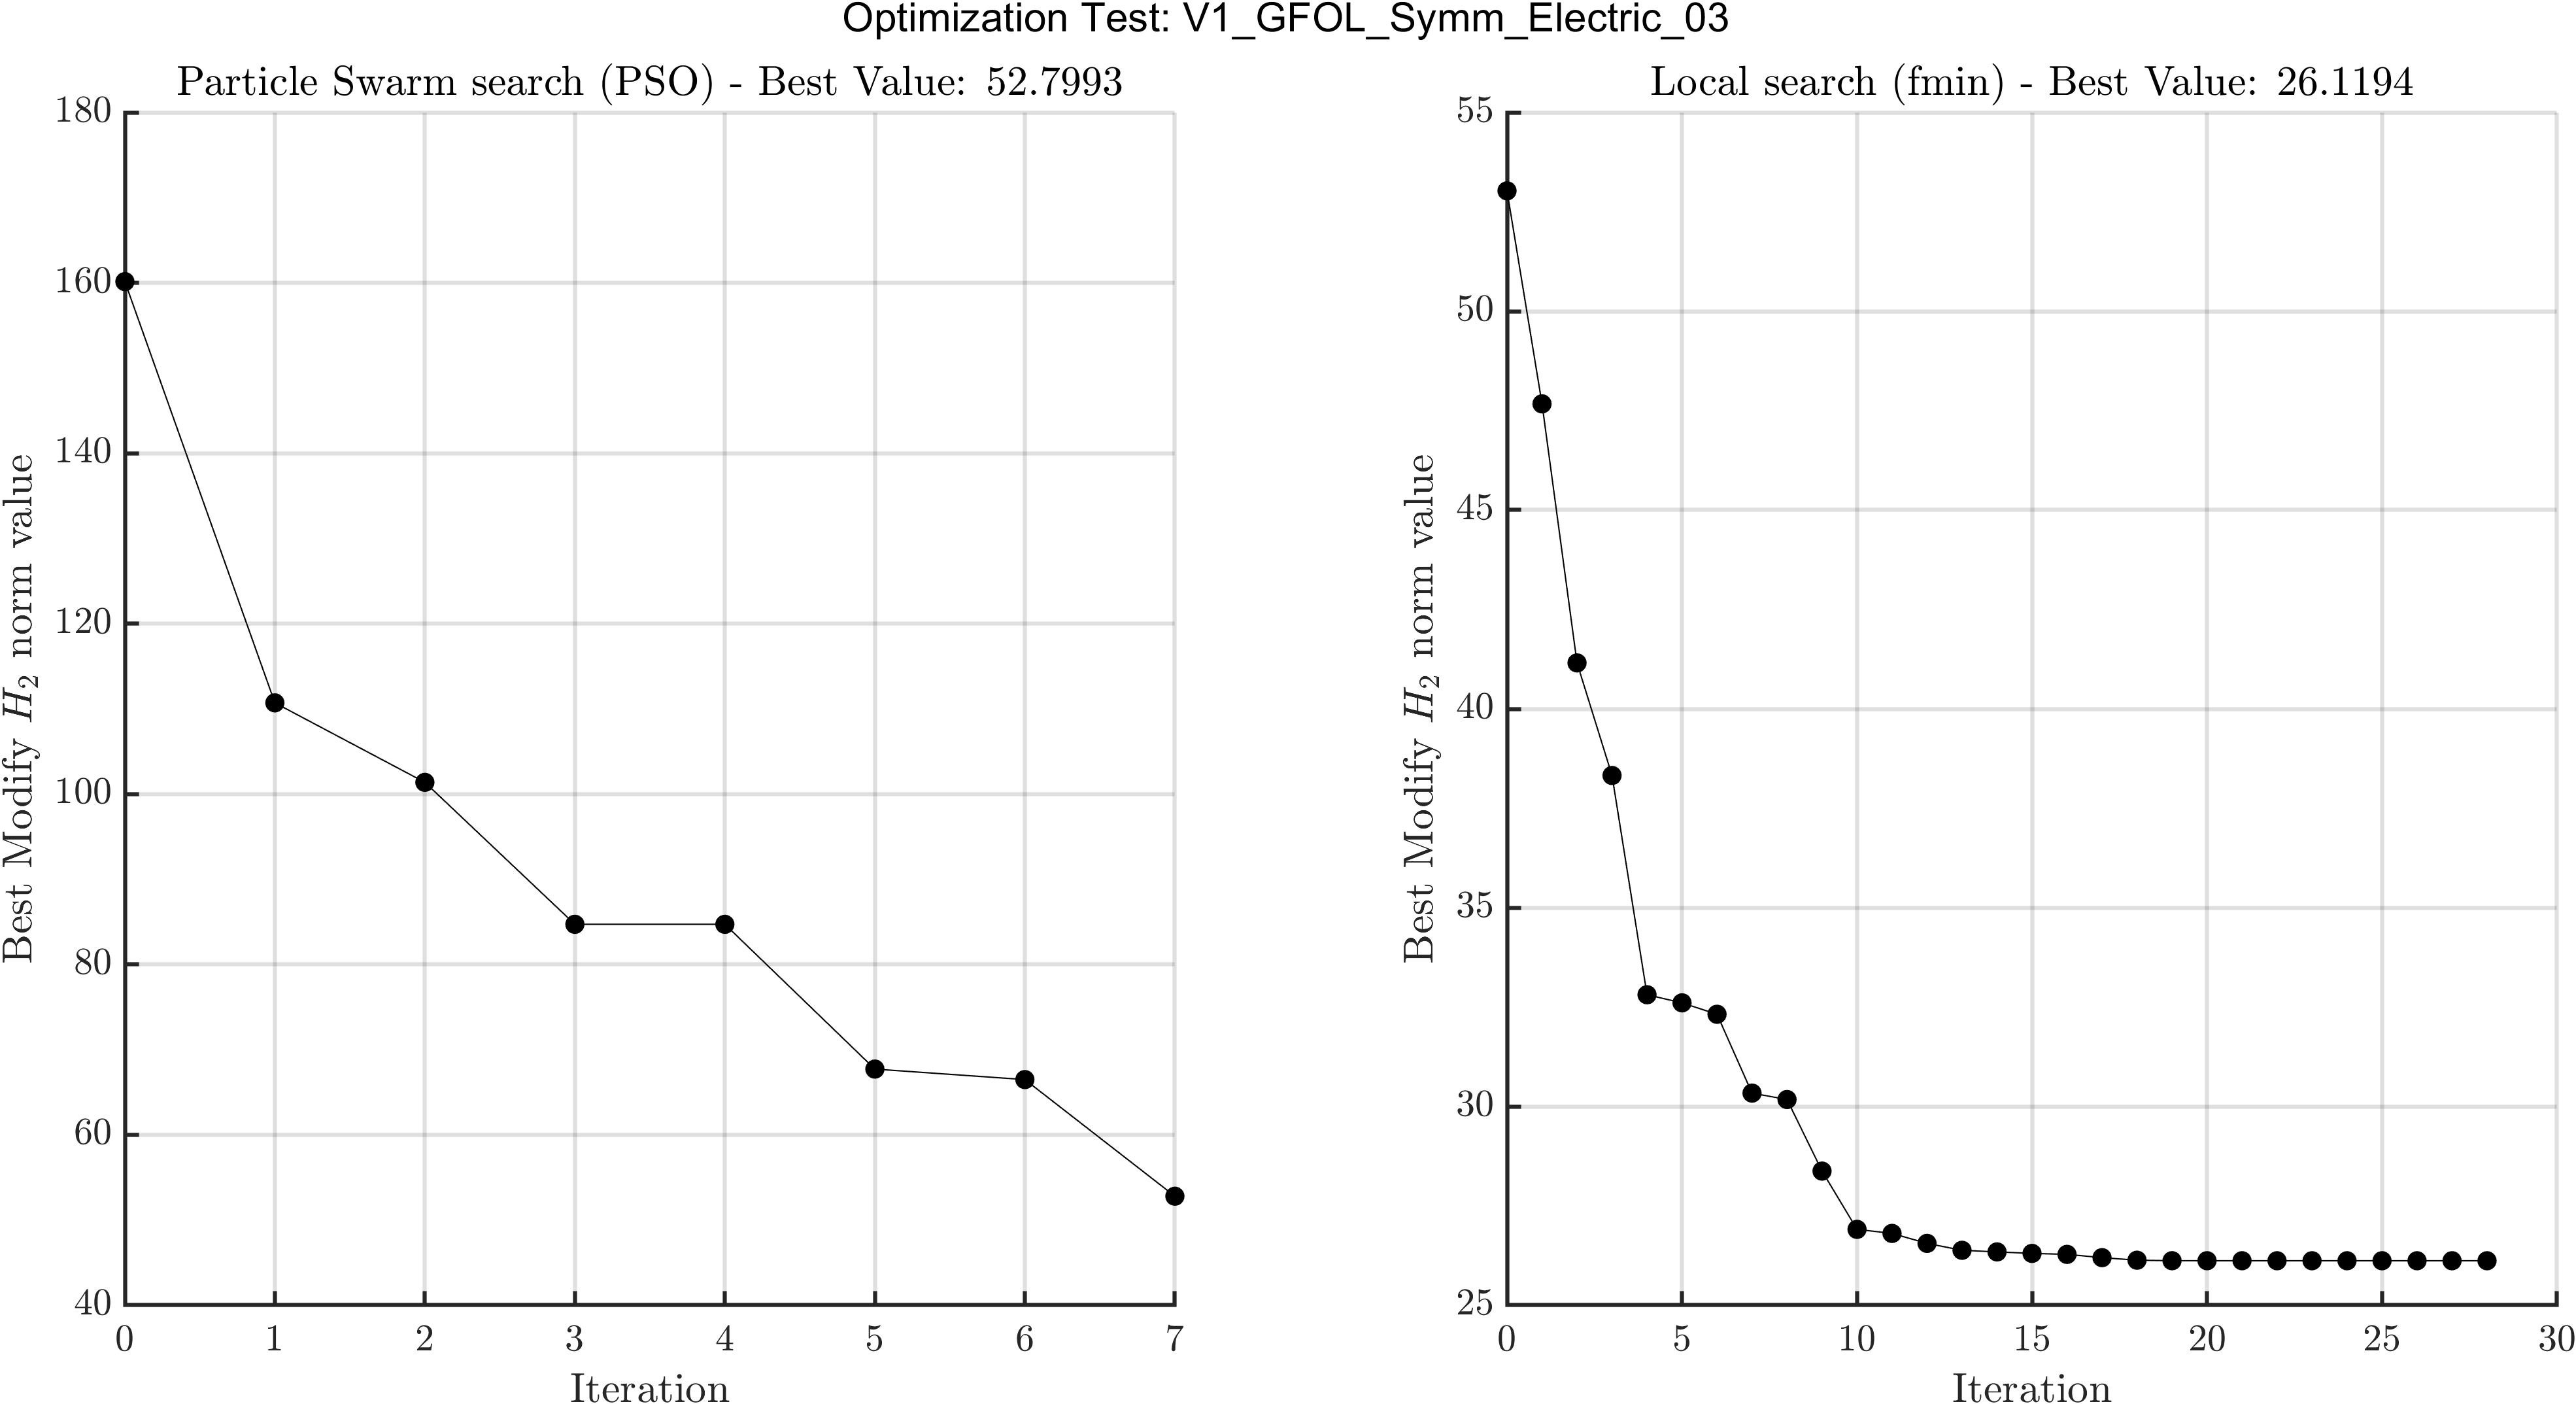 Optimization Test: V1_GFOL_Symm_Electric_03
Particle Swarm search (PSO) - Best Value: 52.7993
180
160
140
120
100
80
60
40
Best Modify H₂ norm value
0 1 2 3 4 5 6 7
Iteration
Local search (fmin) - Best Value: 26.1194
55
50
45
40
35
30
25
Best Modify H₂ norm value
0 5 10 15 20 25 30
Iteration